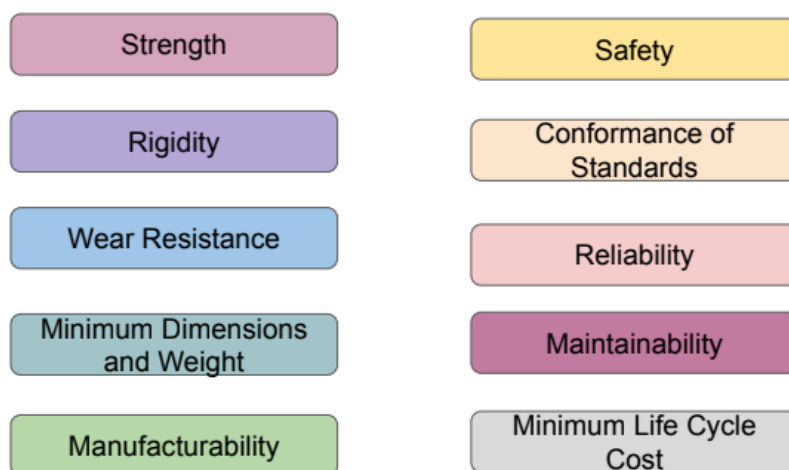 Strength
Rigidity
Wear Resistance
Minimum Dimensions
and Weight
Manufacturability
Safety
Conformance of
Standards
Reliability
Maintainability
Minimum Life Cycle
Cost